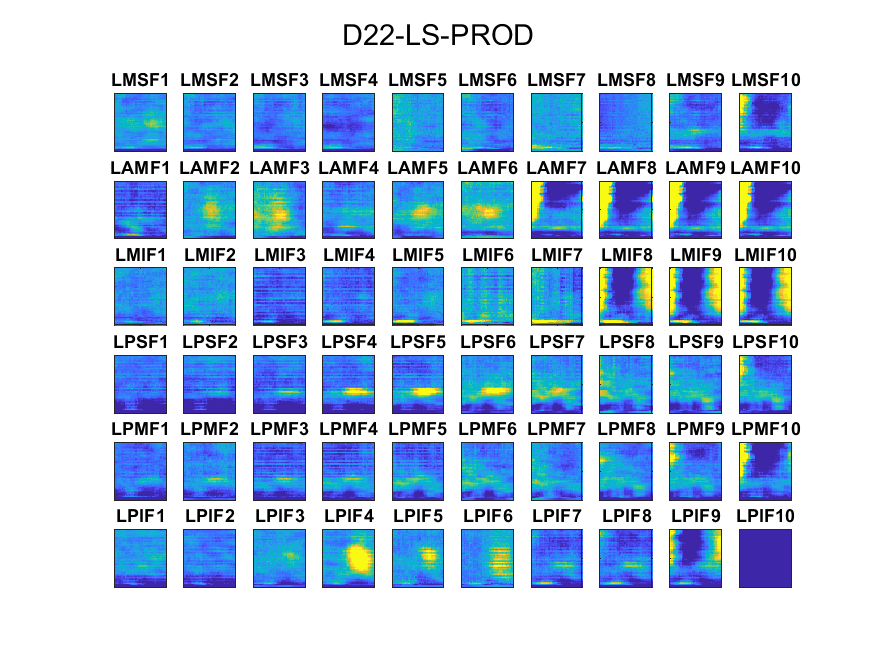 D22-LS-PROD
LMSF1 LMSF2 LMSF3 LMSF4 LMSF5 LMSF6 LMSF7 LMSF8 LMSF9 LMSF10
LAMF1 LAMF2 LAMF3 LAMF4 LAMF5 LAMF6 LAMF7 LAMF8 LAMF9 LAMF10
LMIF1 LMIF2 LMIF3 LMIF4 LMIF5 LMIF6 LMIF7 LMIF8 LMIF9 LMIF10
LPSF1 LPSF2 LPSF3 LPSF4 LPSF5 LPSF6 LPSF7 LPSF8 LPSF9 LPSF10
LPMF1 LPMF2 LPMF3 LPMF4 LPMF5 LPMF6 LPMF7 LPMF8 LPMF9 LPMF10
LPIF1 LPIF2 LPIF3 LPIF4 LPIF5 LPIF6 LPIF7 LPIF8 LPIF9 LPIF10